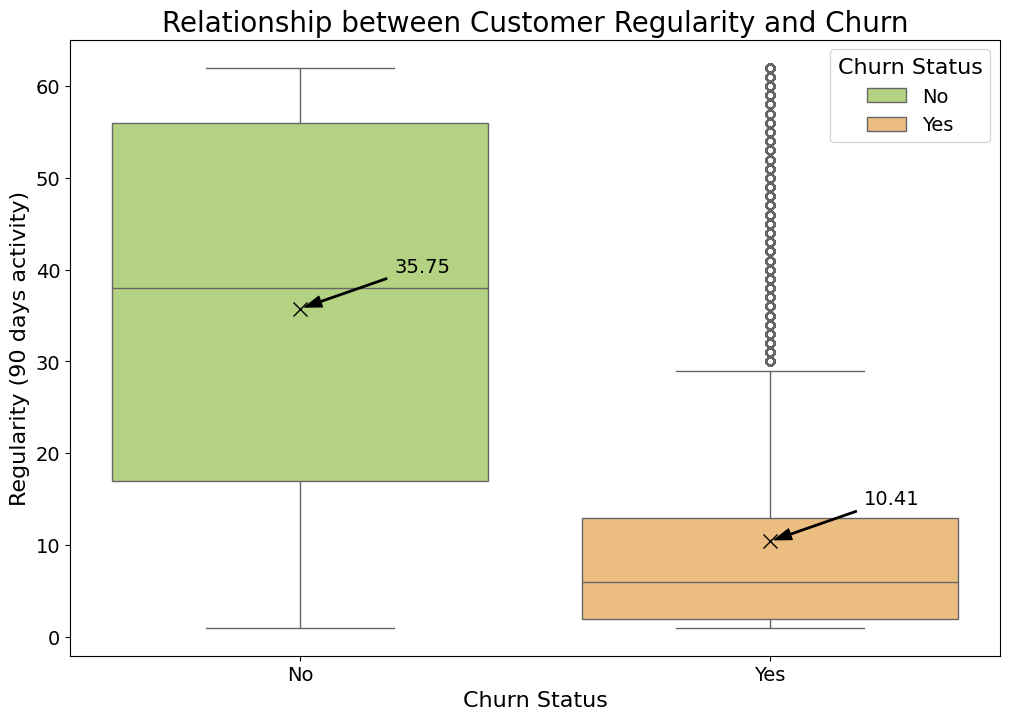 Relationship between Customer Regularity and Churn
Churn Status
No
Yes
Regularity (90 days activity)
60
50
40
30
20
10
0
35.75
10.41
No
Yes
Churn Status